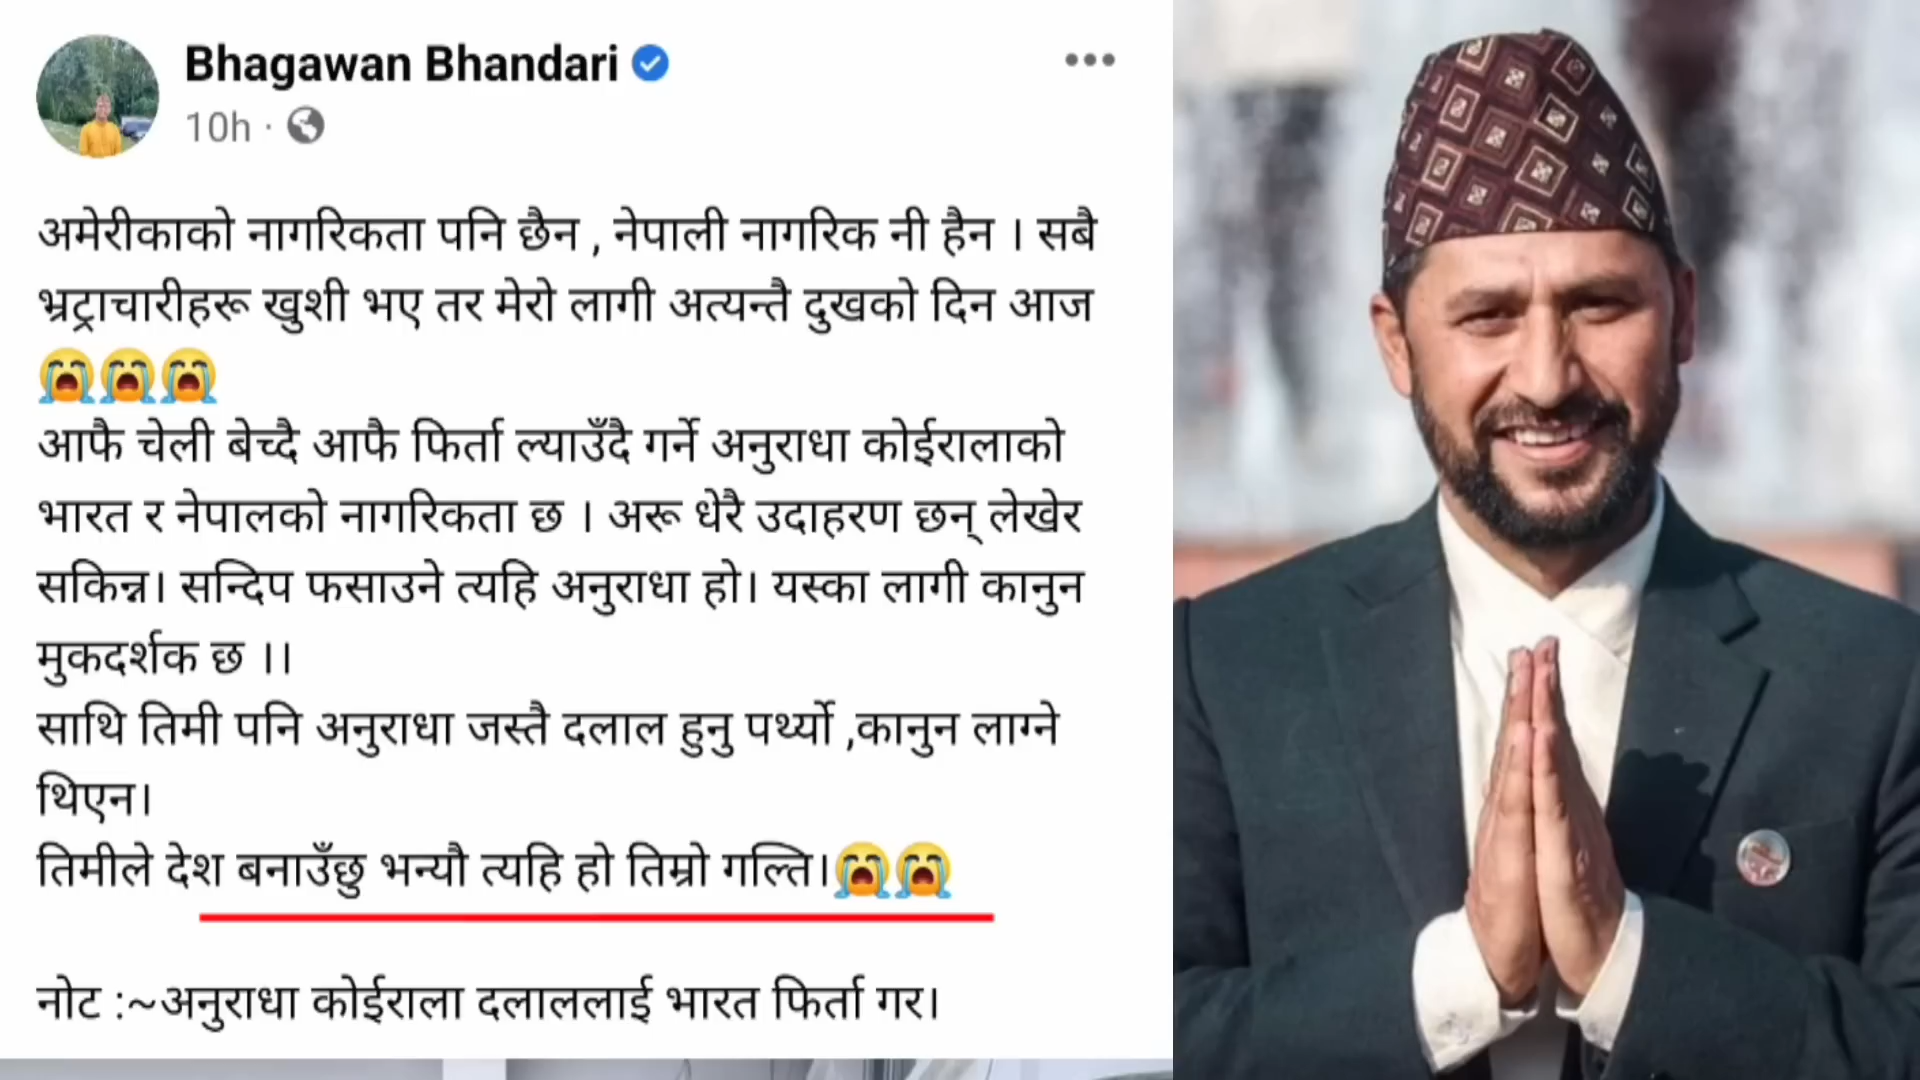 Bhagawan Bhandari
10h ·
अमेरीकाको नागरिकता पनि छैन , नेपाली नागरिक नी हैन । सबै
भ्रट्राचारीहरू खुशी भए तर मेरो लागी अत्यन्तै दुखको दिन आज
😭😭😭
आफै चेली बेच्दै आफै फिर्ता ल्याउँदै गर्ने अनुराधा कोईरालाको
भारत र नेपालको नागरिकता छ । अरू धेरै उदाहरण छन् लेखेर
सकिन्न। सन्दिप फसाउने त्यहि अनुराधा हो। यस्का लागी कानुन
मुकदर्शक छ ।।
साथि तिमी पनि अनुराधा जस्तै दलाल हुनु पर्थ्यो ,कानुन लाग्ने
थिएन।
तिमीले देश बनाउँछु भन्यौ त्यहि हो तिम्रो गल्ति।😭😭
नोट :~अनुराधा कोईराला दलाललाई भारत फिर्ता गर।